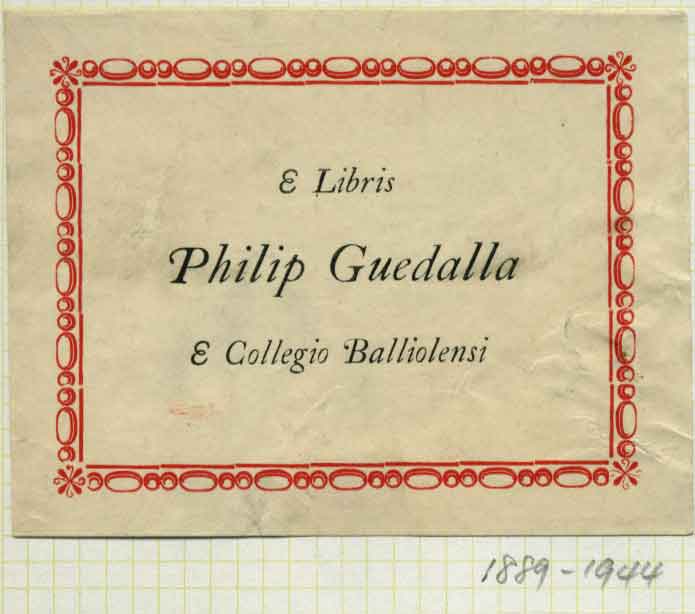 E Libris
Philip Guedalla
E Collegio Balliolensi
1889-1944